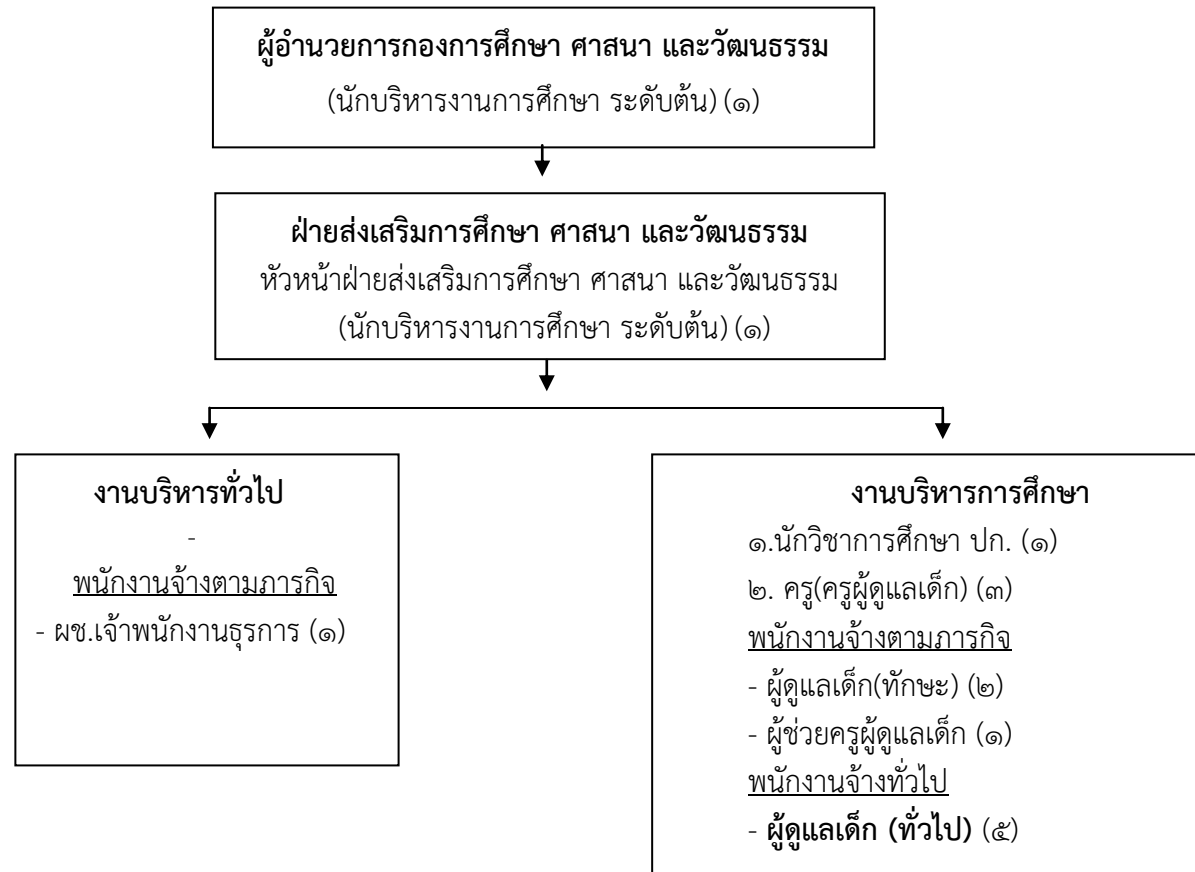 ผู้อำนวยการกองการศึกษา ศาสนา และวัฒนธรรม
(นักบริหารงานการศึกษา ระดับต้น) (๑)
ฝ่ายส่งเสริมการศึกษา ศาสนา และวัฒนธรรม
หัวหน้าฝ่ายส่งเสริมการศึกษา ศาสนา และวัฒนธรรม
(นักบริหารงานการศึกษา ระดับต้น) (๑)
งานบริหารทั่วไป
-
พนักงานจ้างตามภารกิจ
- ผช.เจ้าพนักงานธุรการ (๑)
งานบริหารการศึกษา
๑.นักวิชาการศึกษา ปก. (๑)
๒. ครู(ครูผู้ดูแลเด็ก) (๓)
พนักงานจ้างตามภารกิจ
- ผู้ดูแลเด็ก(ทักษะ) (๒)
- ผู้ช่วยครูผู้ดูแลเด็ก (๑)
พนักงานจ้างทั่วไป
- ผู้ดูแลเด็ก (ทั่วไป) (๕)